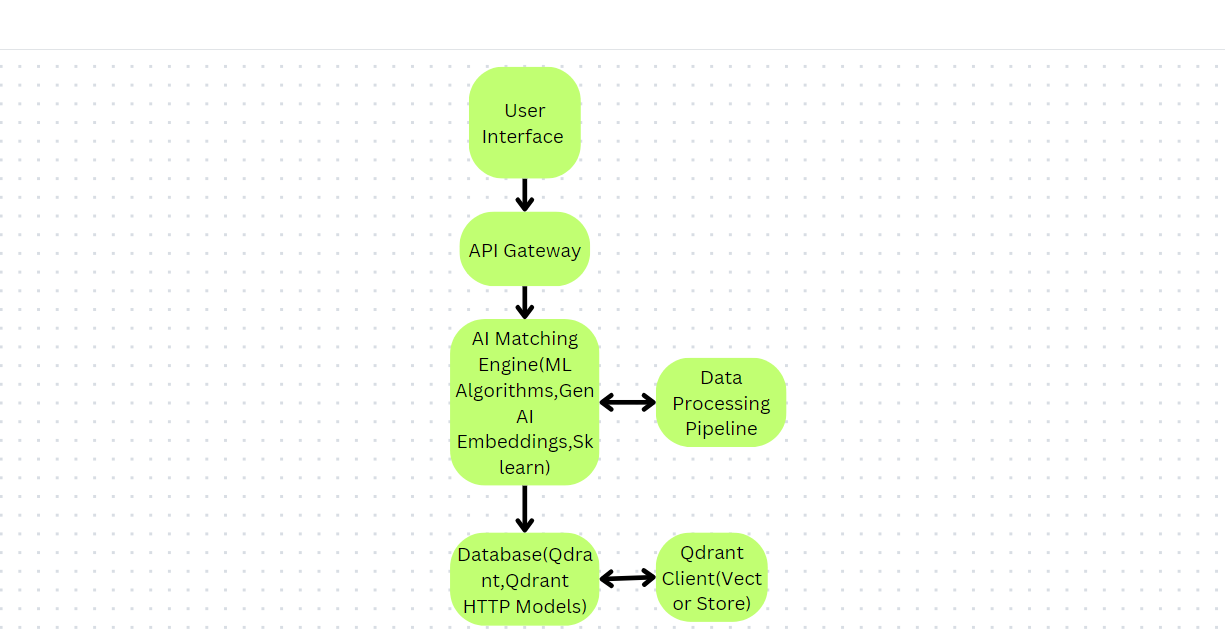 User
Interface
API Gateway
AI Matching
Engine(ML
Algorithms,Gen
AI
Embeddings,Sk
learn)
Data
Processing
Pipeline
Database(Qdra
nt,Qdrant
HTTP Models)
Qdrant
Client(Vect
or Store)